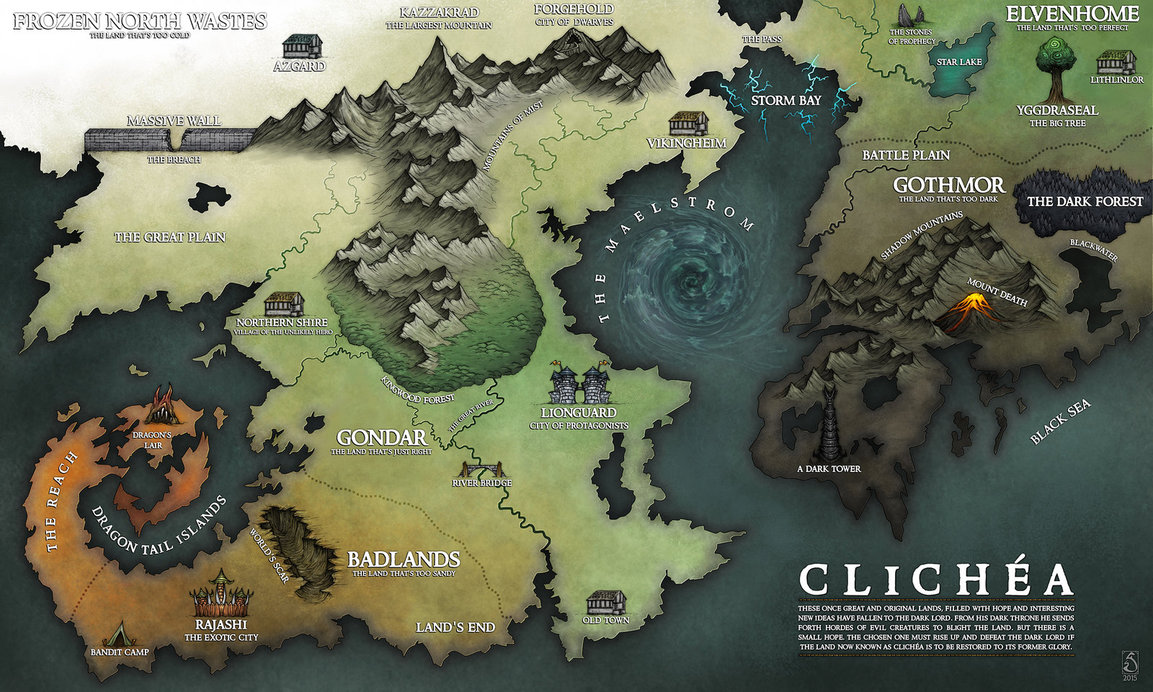 FROZEN NORTH WASTES
THE LAND THAT'S TOO COLD
AZGARD
KAZZAKRAD
THE LARGEST MOUNTAIN
FORGEHOLD
CITY OF DWARVES
THE PASS
THE STONES
OF PROPHECY
ELVENHOME
THE LAND THAT'S TOO PERFECT
STAR LAKE
LITHLINLOR
YGGDRASEAL
THE BIG TREE
MASSIVE WALL
THE BREACH
MOUNTAINS OF MIST
STORM BAY
VIKINGHEIM
BATTLE PLAIN
GOTHMOR
THE LAND THAT'S TOO DARK
THE DARK FOREST
THE GREAT PLAIN
THE MAELSTROM
SHADOW MOUNTAINS
BLACKWATER
MOUNT DEATH
NORTHERN SHIRE
VILLAGE OF THE UNLIKELY HERO
KINGWOOD FOREST
THE GREAT RIVER
LIONGUARD
CITY OF PROTAGONISTS
GONDAR
THE LAND THAT'S JUST RIGHT
RIVER BRIDGE
A DARK TOWER
BLACK SEA
DRAGON'S
LAIR
THE REACH
DRAGON TAIL ISLANDS
WORLD'S SCAR
BADLANDS
THE LAND THAT'S TOO SANDY
RAJASHI
THE EXOTIC CITY
BANDIT CAMP
LAND'S END
OLD TOWN
CLICHÉA
THESE ONCE GREAT AND ORIGINAL LANDS, FILLED WITH HOPE AND INTERESTING
NEW IDEAS HAVE FALLEN TO THE DARK LORD. FROM HIS DARK THRONE HE SENDS
FORTH HORDES OF EVIL CREATURES TO BLIGHT THE LAND. BUT THERE IS A
SMALL HOPE. THE CHOSEN ONE MUST RISE UP AND DEFEAT THE DARK LORD IF
THE LAND NOW KNOWN AS CLICHÉA IS TO BE RESTORED TO ITS FORMER GLORY.
2015